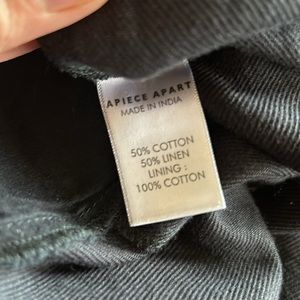 APIECE APART
MADE IN INDIA
50% COTTON
50% LINEN
LINING :
100% COTTON